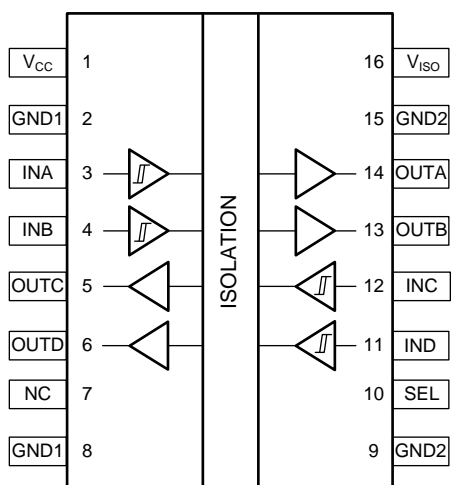 VCC 1 16 VISO
GND1 2 15 GND2
INA 3 14 OUTA
INB 4 13 OUTB
ISOLATION
OUTC 5 12 INC
OUTD 6 11 IND
NC 7 10 SEL
GND1 8 9 GND2